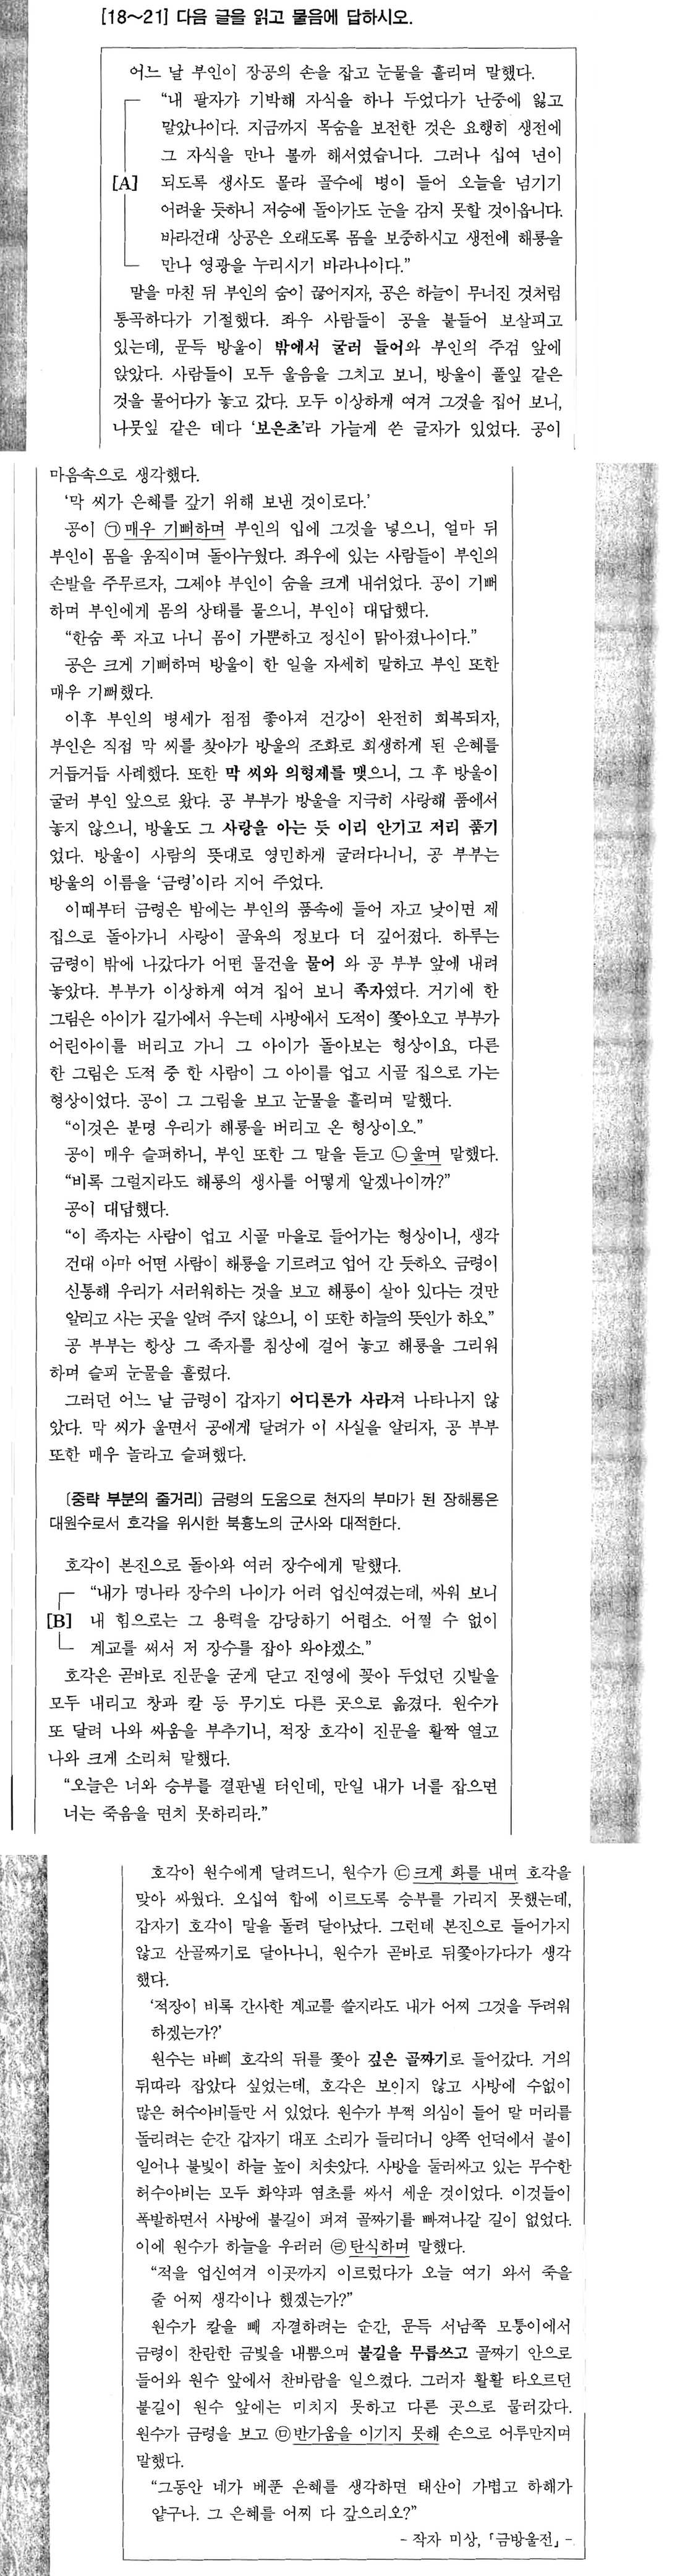 [18~21] 다음 글을 읽고 물음에 답하시오.
어느 날 부인이 장공의 손을 잡고 눈물을 흘리며 말했다.
“내 팔자가 기박해 자식을 하나 두었다가 난중에 잃고
말았나이다. 지금까지 목숨을 보전한 것은 요행히 생전에
그 자식을 만나 볼까 해서였습니다. 그러나 십여 년이
[A] 되도록 생사도 몰라 골수에 병이 들어 오늘을 넘기기
어려울 듯하니 저승에 돌아가도 눈을 감지 못할 것이옵니다.
바라건대 상공은 오래도록 몸을 보중하시고 생전에 해룡을
만나 영광을 누리시기 바라나이다.”
말을 마친 뒤 부인의 숨이 끊어지자, 공은 하늘이 무너진 것처럼
통곡하다가 기절했다. 좌우 사람들이 공을 붙들어 보살피고
있는데, 문득 방울이 밖에서 굴러 들어와 부인의 주검 앞에
앉았다. 사람들이 모두 울음을 그치고 보니, 방울이 풀잎 같은
것을 물어다가 놓고 갔다. 모두 이상하게 여겨 그것을 집어 보니,
나뭇잎 같은 데다 ‘보은초’라 가늘게 쓴 글자가 있었다. 공이
마음속으로 생각했다.
‘막 씨가 은혜를 갚기 위해 보낸 것이로다.’
공이 ㉠매우 기뻐하며 부인의 입에 그것을 넣으니, 얼마 뒤
부인이 몸을 움직이며 돌아누웠다. 좌우에 있는 사람들이 부인의
손발을 주무르자, 그제야 부인이 숨을 크게 내쉬었다. 공이 기뻐
하며 부인에게 몸의 상태를 물으니, 부인이 대답했다.
“한숨 푹 자고 나니 몸이 가뿐하고 정신이 맑아졌나이다.”
공은 크게 기뻐하며 방울이 한 일을 자세히 말하고 부인 또한
매우 기뻐했다.
이후 부인의 병세가 점점 좋아져 건강이 완전히 회복되자,
부인은 직접 막 씨를 찾아가 방울의 조화로 회생하게 된 은혜를
거듭거듭 사례했다. 또한 막 씨와 의형제를 맺으니, 그 후 방울이
굴러 부인 앞으로 왔다. 공 부부가 방울을 지극히 사랑해 품에서
놓지 않으니, 방울도 그 사랑을 아는 듯 이리 안기고 저리 품기
었다. 방울이 사람의 뜻대로 영민하게 굴러다니니, 공 부부는
방울의 이름을 ‘금령’이라 지어 주었다.
이때부터 금령은 밤에는 부인의 품속에 들어 자고 낮이면 제
집으로 돌아가니 사랑이 골육의 정보다 더 깊어졌다. 하루는
금령이 밖에 나갔다가 어떤 물건을 물어 와 공 부부 앞에 내려
놓았다. 부부가 이상하게 여겨 집어 보니 족자였다. 거기에 한
그림은 아이가 길가에서 우는데 사방에서 도적이 쫓아오고 부부가
어린아이를 버리고 가니 그 아이가 돌아보는 형상이요, 다른
한 그림은 도적 중 한 사람이 그 아이를 업고 시골 집으로 가는
형상이었다. 공이 그 그림을 보고 눈물을 흘리며 말했다.
“이것은 분명 우리가 해룡을 버리고 온 형상이오.”
공이 매우 슬퍼하니, 부인 또한 그 말을 듣고 ㉡울며 말했다.
“비록 그럴지라도 해룡의 생사를 어떻게 알겠나이까?”
공이 대답했다.
“이 족자는 사람이 업고 시골 마을로 들어가는 형상이니, 생각
건대 아마 어떤 사람이 해룡을 기르려고 업어 간 듯하오. 금령이
신통해 우리가 서러워하는 것을 보고 해룡이 살아 있다는 것만
알리고 사는 곳을 알려 주지 않으니, 이 또한 하늘의 뜻인가 하오.”
공 부부는 항상 그 족자를 침상에 걸어 놓고 해룡을 그리워
하며 슬피 눈물을 흘렸다.
그러던 어느 날 금령이 갑자기 어디론가 사라져 나타나지 않
았다. 막 씨가 울면서 공에게 달려가 이 사실을 알리자, 공 부부
또한 매우 놀라고 슬퍼했다.
[중략 부분의 줄거리] 금령의 도움으로 천자의 부마가 된 장해룡은
대원수로서 호각을 위시한 북흉노의 군사와 대적한다.
호각이 본진으로 돌아와 여러 장수에게 말했다.
“내가 명나라 장수의 나이가 어려 업신여겼는데, 싸워 보니
[B] 내 힘으로는 그 용력을 감당하기 어렵소. 어쩔 수 없이
계교를 써서 저 장수를 잡아 와야겠소.”
호각은 곧바로 진문을 굳게 닫고 진영에 꽂아 두었던 깃발을
모두 내리고 창과 칼 등 무기도 다른 곳으로 옮겼다. 원수가
또 달려 나와 싸움을 부추기니, 적장 호각이 진문을 활짝 열고
나와 크게 소리쳐 말했다.
“오늘은 너와 승부를 결판낼 터인데, 만일 내가 너를 잡으면
너는 죽음을 면치 못하리라.”
호각이 원수에게 달려드니, 원수가 ㉢크게 화를 내며 호각을
맞아 싸웠다. 오십여 합에 이르도록 승부를 가리지 못했는데,
갑자기 호각이 말을 돌려 달아났다. 그런데 본진으로 들어가지
않고 산골짜기로 달아나니, 원수가 곧바로 뒤쫓아가다가 생각
했다.
‘적장이 비록 간사한 계교를 쓸지라도 내가 어찌 그것을 두려워
하겠는가?’
원수는 바삐 호각의 뒤를 쫓아 깊은 골짜기로 들어갔다. 거의
뒤따라 잡았다 싶었는데, 호각은 보이지 않고 사방에 수없이
많은 허수아비들만 서 있었다. 원수가 부쩍 의심이 들어 말 머리를
돌리려는 순간 갑자기 대포 소리가 들리더니 양쪽 언덕에서 불이
일어나 불빛이 하늘 높이 치솟았다. 사방을 둘러싸고 있는 무수한
허수아비는 모두 화약과 염초를 싸서 세운 것이었다. 이것들이
폭발하면서 사방에 불길이 퍼져 골짜기를 빠져나갈 길이 없었다.
이에 원수가 하늘을 우러러 ㉣탄식하며 말했다.
“적을 업신여겨 이곳까지 이르렀다가 오늘 여기 와서 죽을
줄 어찌 생각이나 했겠는가?”
원수가 칼을 빼 자결하려는 순간, 문득 서남쪽 모퉁이에서
금령이 찬란한 금빛을 내뿜으며 불길을 무릅쓰고 골짜기 안으로
들어와 원수 앞에서 찬바람을 일으켰다. 그러자 활활 타오르던
불길이 원수 앞에는 미치지 못하고 다른 곳으로 물러갔다.
원수가 금령을 보고 ㉤반가움을 이기지 못해 손으로 어루만지며
말했다.
“그동안 네가 베푼 은혜를 생각하면 태산이 가볍고 하해가
얕구나. 그 은혜를 어찌 다 갚으리오?”
- 작자 미상, 「금방울전」 -